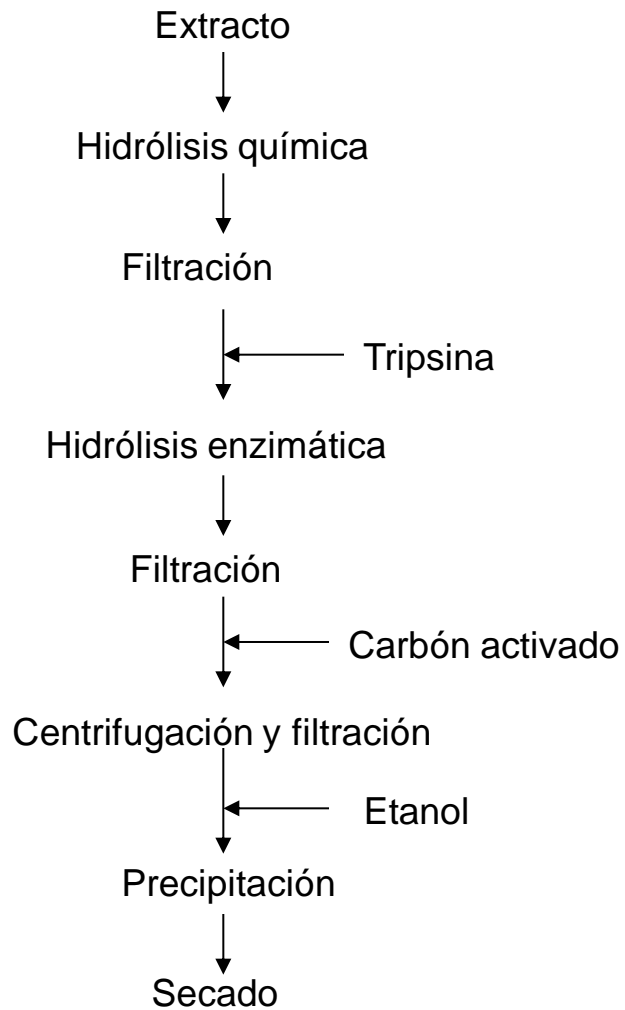 Extracto
Hidrólisis química
Filtración
Tripsina
Hidrólisis enzimática
Filtración
Carbón activado
Centrifugación y filtración
Etanol
Precipitación
Secado